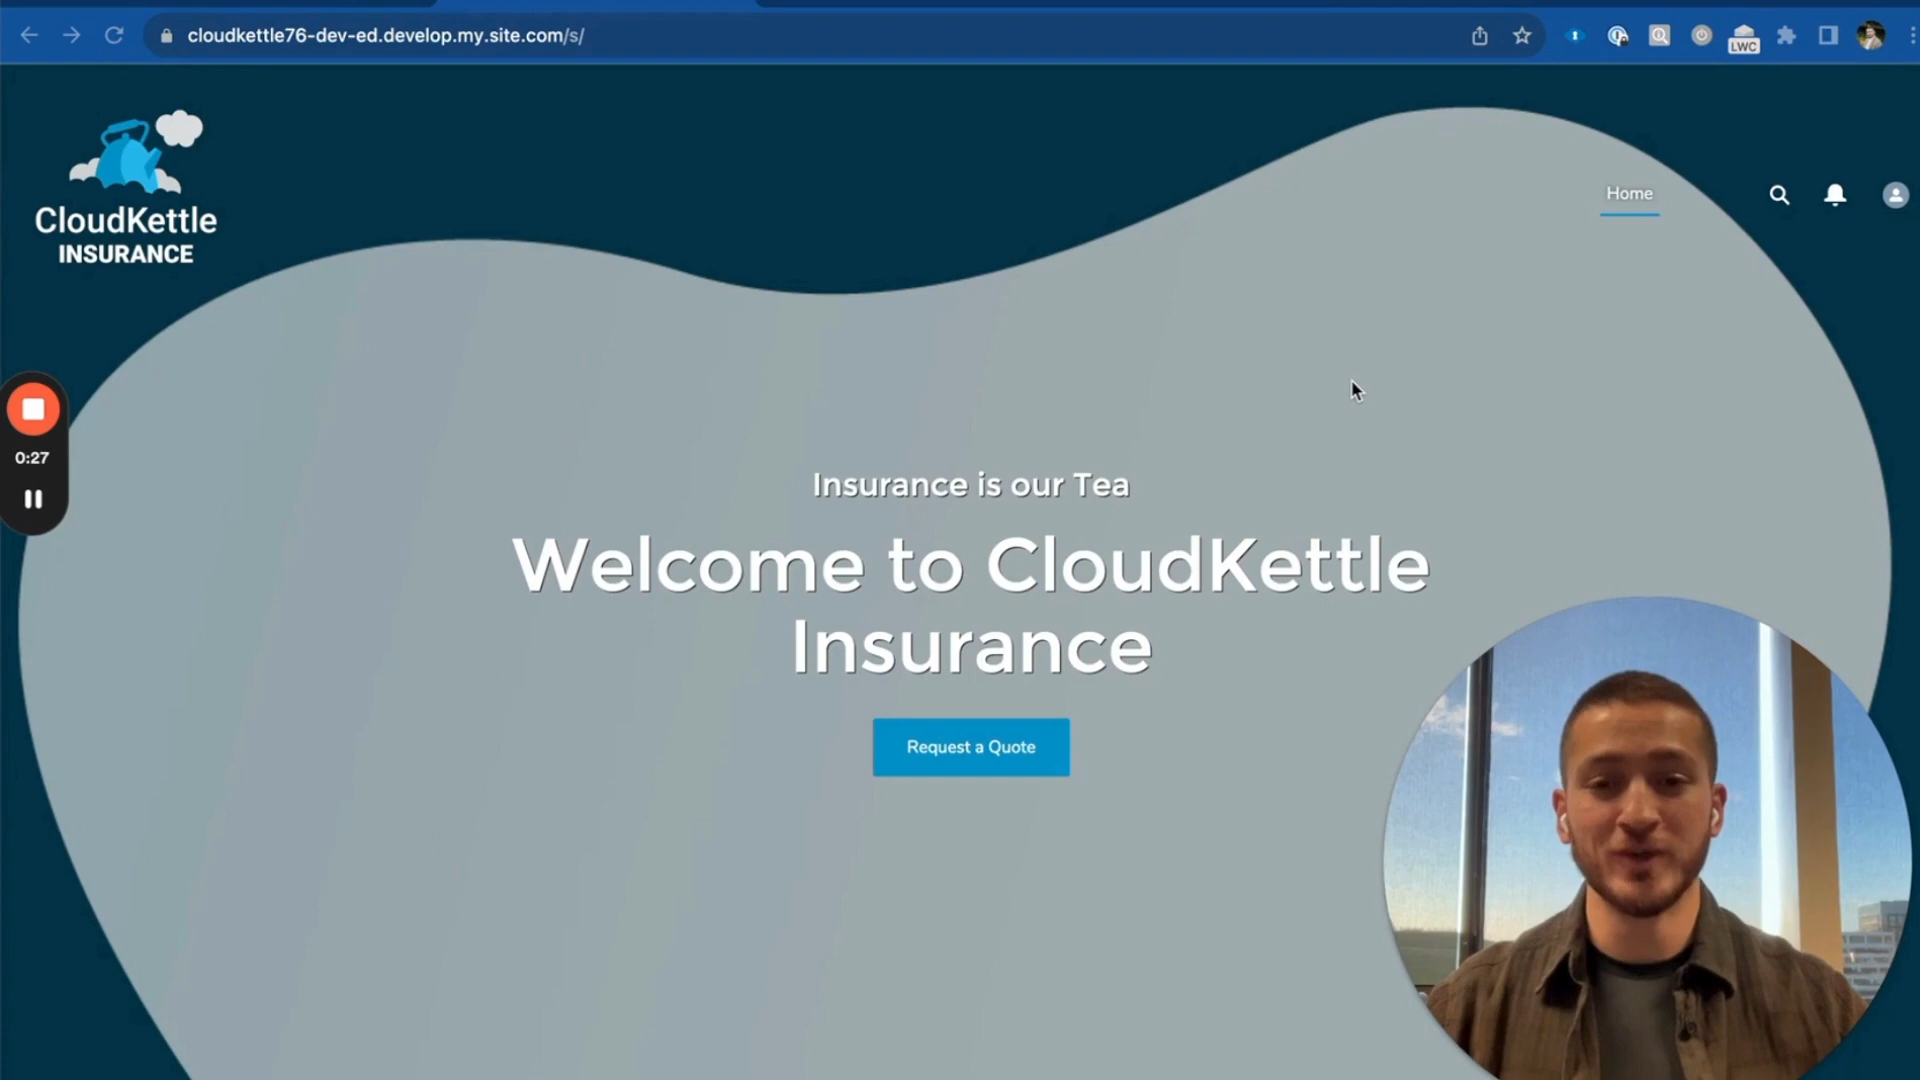 cloudkettle76-dev-ed.develop.my.site.com/s/
LWC
CloudKettle
INSURANCE
Home
0:27
Insurance is our Tea
Welcome to CloudKettle
Insurance
Request a Quote